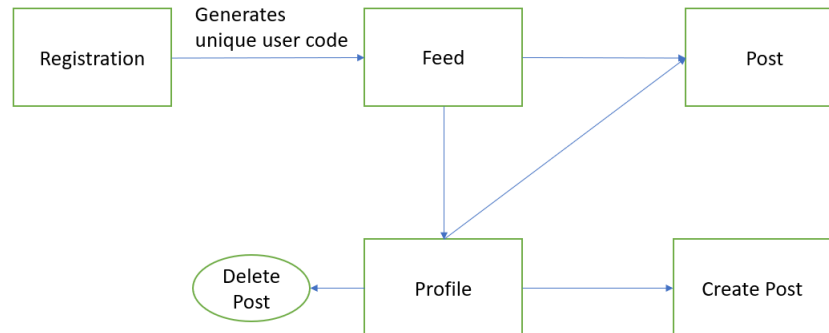 Generates
unique user code
Registration
Feed
Post
Delete
Post
Profile
Create Post